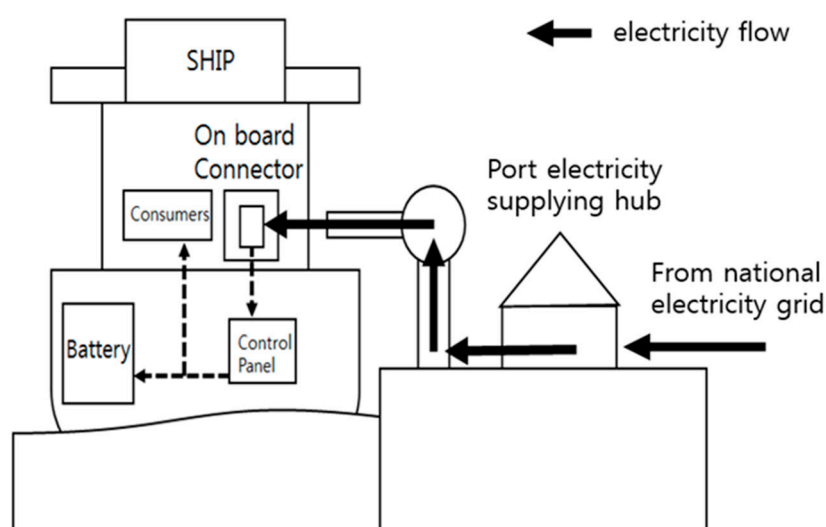 SHIP
electricity flow
On board
Connector
Port electricity
supplying hub
Consumers
From national
electricity grid
Battery
Control
Panel